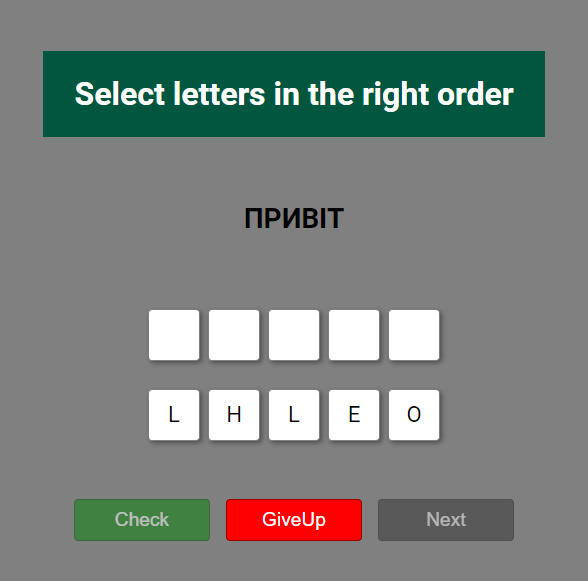 Select letters in the right order
ПРИВІТ
L H L E O
Check GiveUp Next